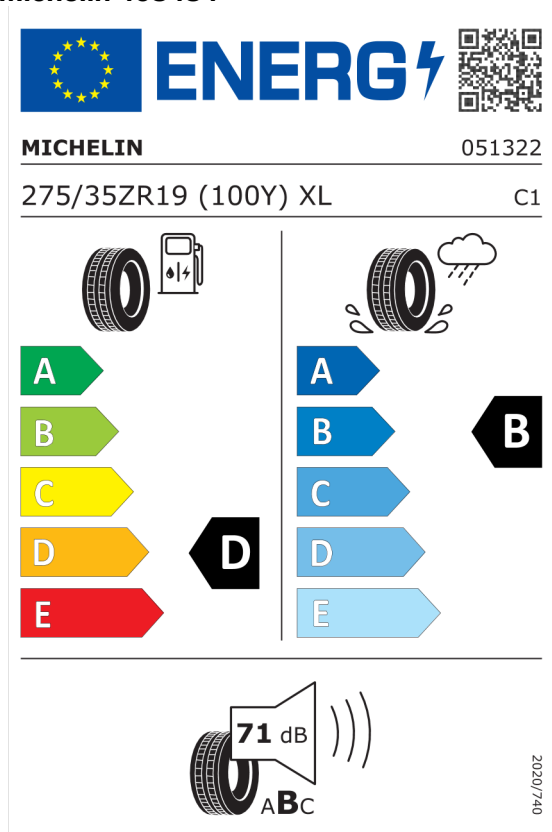 ENERG
MICHELIN 051322
275/35ZR19 (100Y) XL C1
A
B
C
D
E
D
A
B
C
D
E
B
71 dB
ABC
2020/740